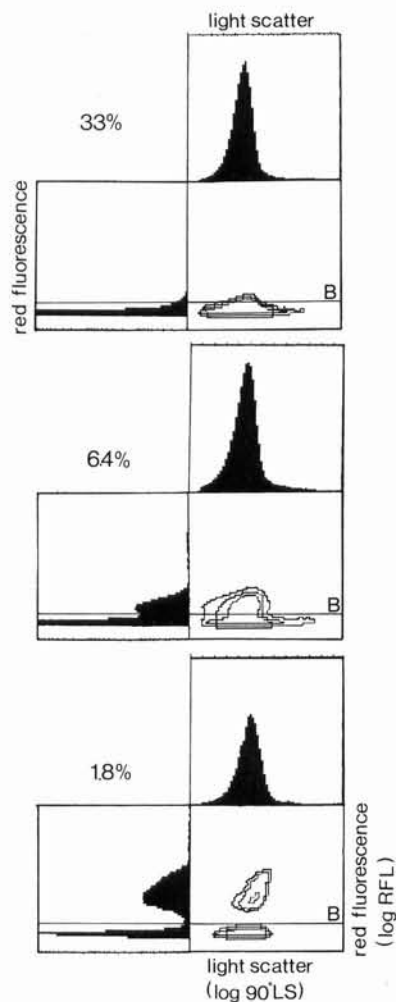 light scatter
33%
red fluorescence
B
6.4%
B
1.8%
B
red fluorescence
(log RFL)
light scatter
(log 90°LS)